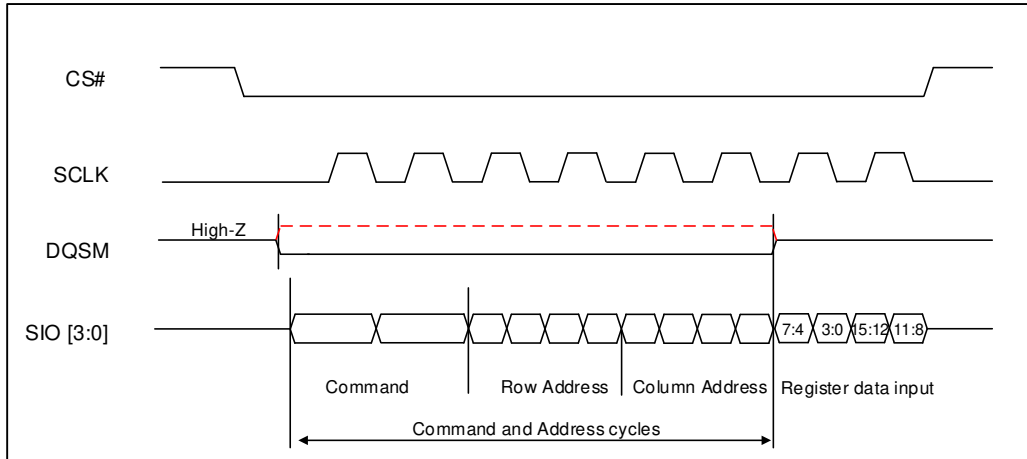 CS#
SCLK
High-Z
DQSM
SIO [3:0]
7:4 3:0 15:12 11:8
Command Row Address Column Address Register data input
Command and Address cycles